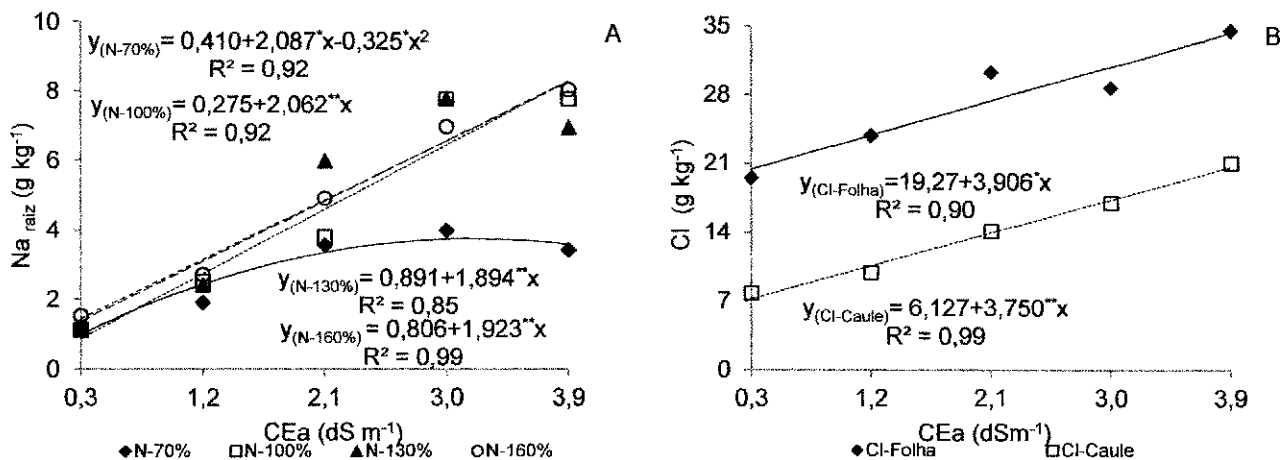 A
y(N-70%)= 0,410+2,087*x-0,325*x²
R² = 0,92
y(N-100%)= 0,275+2,062**x
R² = 0,92
y(N-130%)= 0,891+1,894**x
R² = 0,85
y(N-160%)= 0,806+1,923**x
R² = 0,99
Na raiz (g kg⁻¹)
10
8
6
4
2
0
0,3 1,2 2,1 3,0 3,9
CEa (dS m⁻¹)
N-70% N-100% N-130% N-160%
B
y(Cl-Folha)=19,27+3,906*x
R² = 0,90
y(Cl-Caule)= 6,127+3,750**x
R² = 0,99
Cl (g kg⁻¹)
35
28
21
14
7
0
0,3 1,2 2,1 3,0 3,9
CEa (dSm⁻¹)
Cl-Folha Cl-Caule